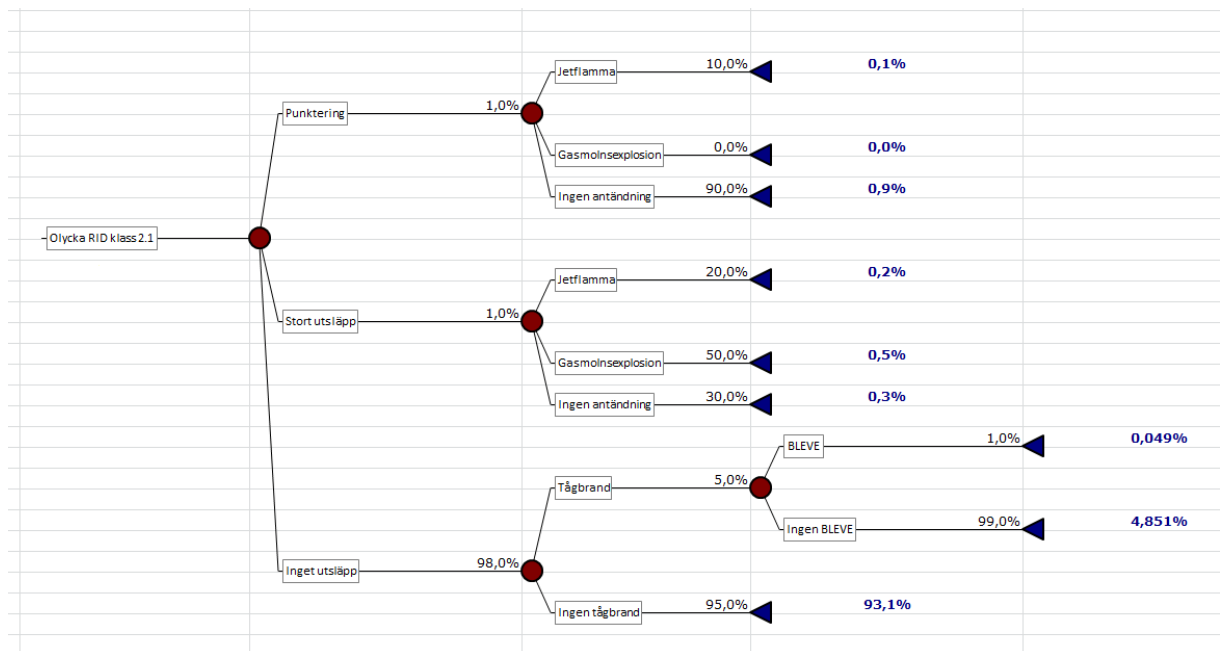 Jetflamma 10,0% 0,1%
Punktering 1,0%
Gasmolnsexplosion 0,0% 0,0%
Ingen antändning 90,0% 0,9%
Olycka RID klass 2.1
Jetflamma 20,0% 0,2%
Stort utsläpp 1,0%
Gasmolnsexplosion 50,0% 0,5%
Ingen antändning 30,0% 0,3%
BLEVE 1,0% 0,049%
Tågbrand 5,0%
Ingen BLEVE 99,0% 4,851%
Inget utsläpp 98,0%
Ingen tågbrand 95,0% 93,1%